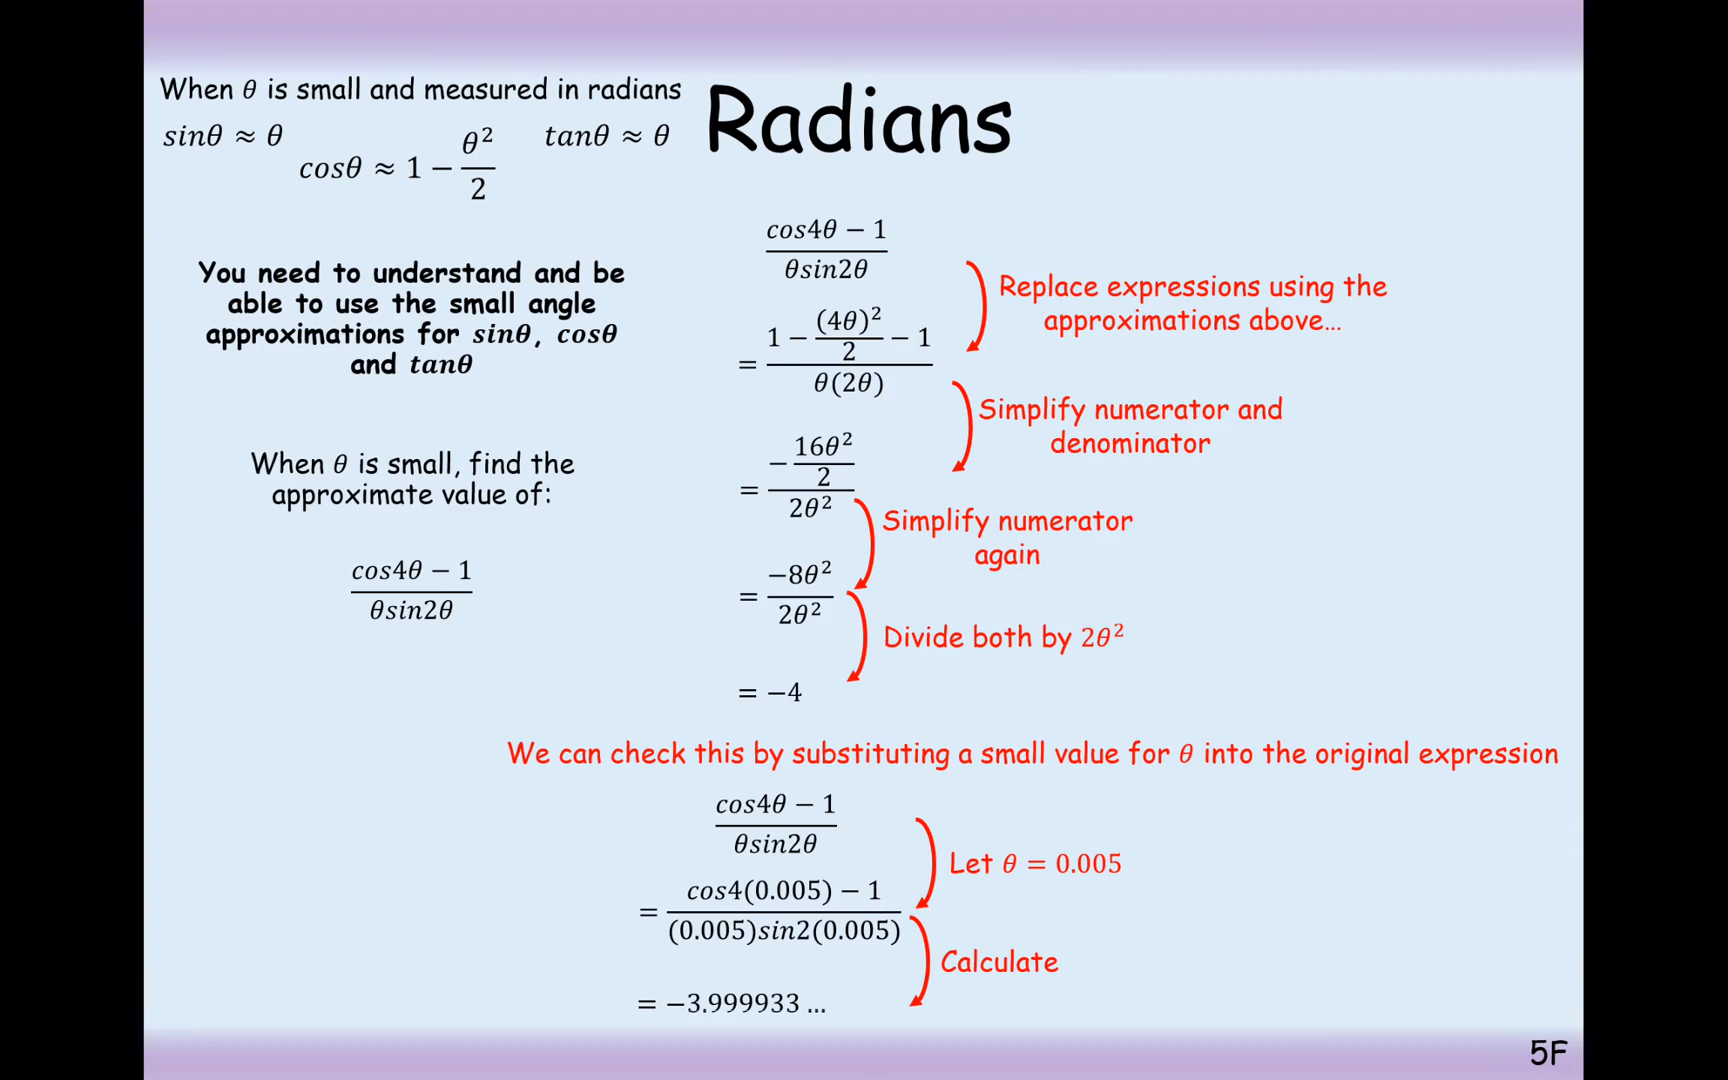 When θ is small and measured in radians
sinθ ≈ θ
cosθ ≈ 1 − θ²/2
tanθ ≈ θ
Radians
You need to understand and be
able to use the small angle
approximations for sinθ, cosθ
and tanθ
When θ is small, find the
approximate value of:
(cos4θ − 1)/(θsin2θ)
(cos4θ − 1)/(θsin2θ)
Replace expressions using the
approximations above…
= (1 − (4θ)²/2 − 1)/(θ(2θ))
Simplify numerator and
denominator
= (−16θ²/2)/(2θ²)
Simplify numerator
again
= (−8θ²)/(2θ²)
Divide both by 2θ²
= −4
We can check this by substituting a small value for θ into the original expression
(cos4θ − 1)/(θsin2θ)
Let θ = 0.005
= (cos4(0.005) − 1)/((0.005)sin2(0.005))
Calculate
= −3.999933 …
5F